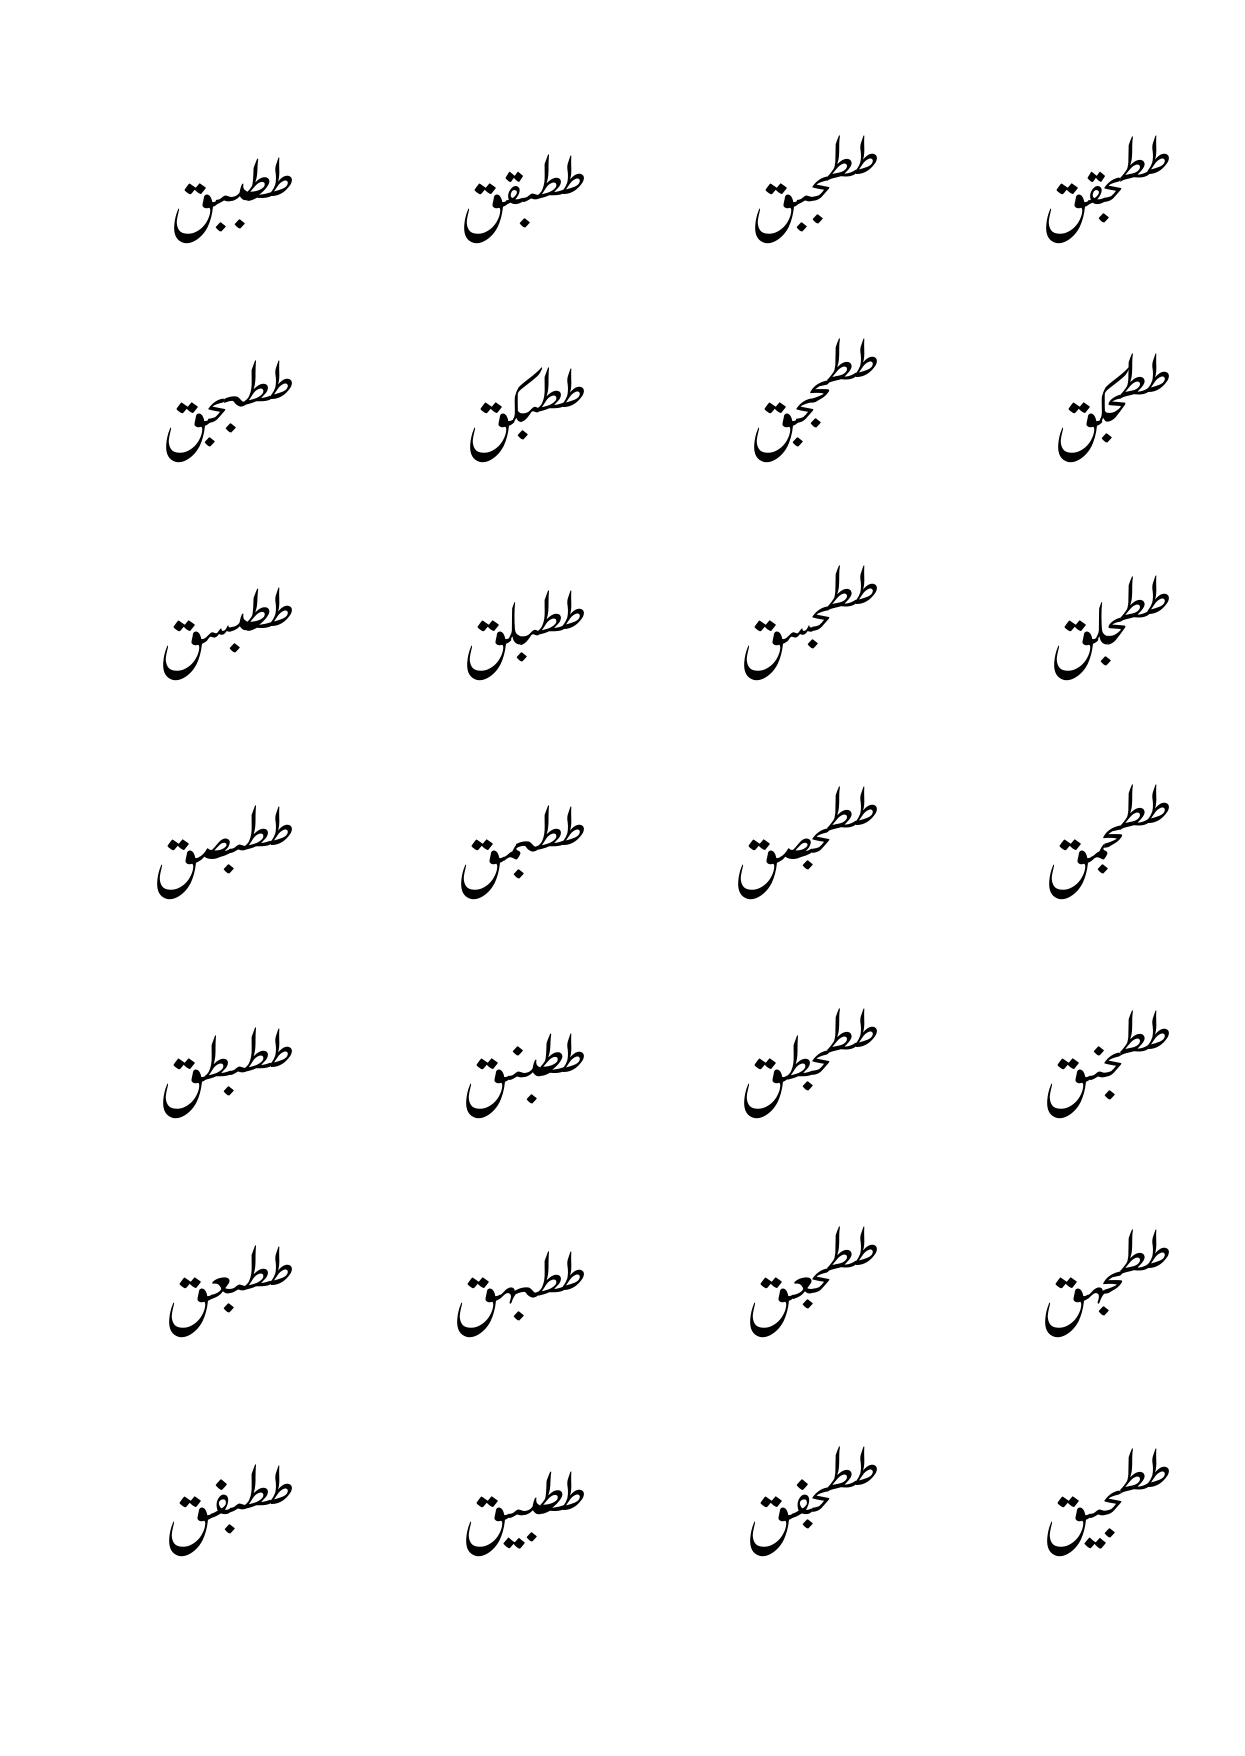 ططجقق ططجبق ططبقق ططببق
ططجكق ططججق ططبكق ططبجق
ططجلق ططجسق ططبلق ططبسق
ططجمق ططجصق ططبمق ططبصق
ططجنق ططجطق ططبنق ططبطق
ططجهق ططجعق ططبهق ططبعق
ططجيق ططجفق ططبيق ططبفق